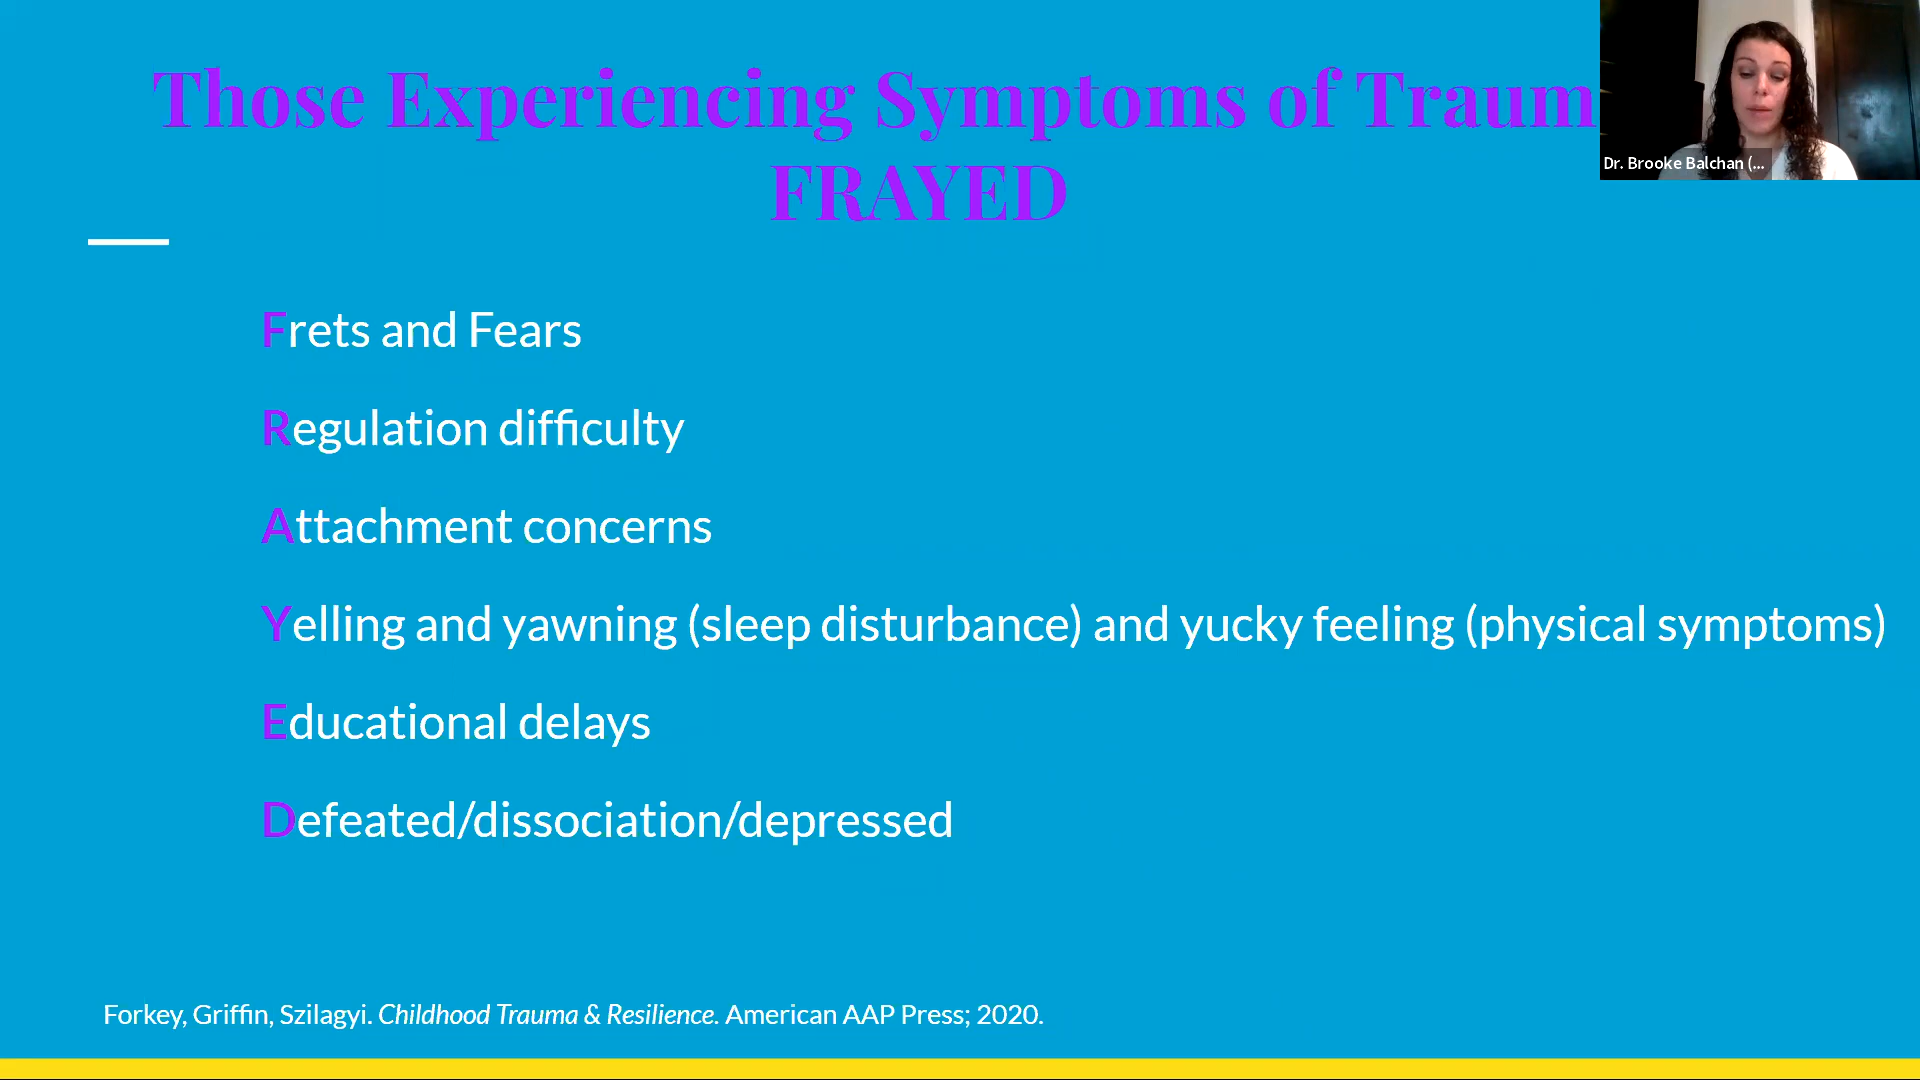 Those Experiencing Symptoms of Traum
FRAYED
Dr. Brooke Balchan (...
Frets and Fears
Regulation difficulty
Attachment concerns
Yelling and yawning (sleep disturbance) and yucky feeling (physical symptoms)
Educational delays
Defeated/dissociation/depressed
Forkey, Griffin, Szilagyi. Childhood Trauma & Resilience. American AAP Press; 2020.